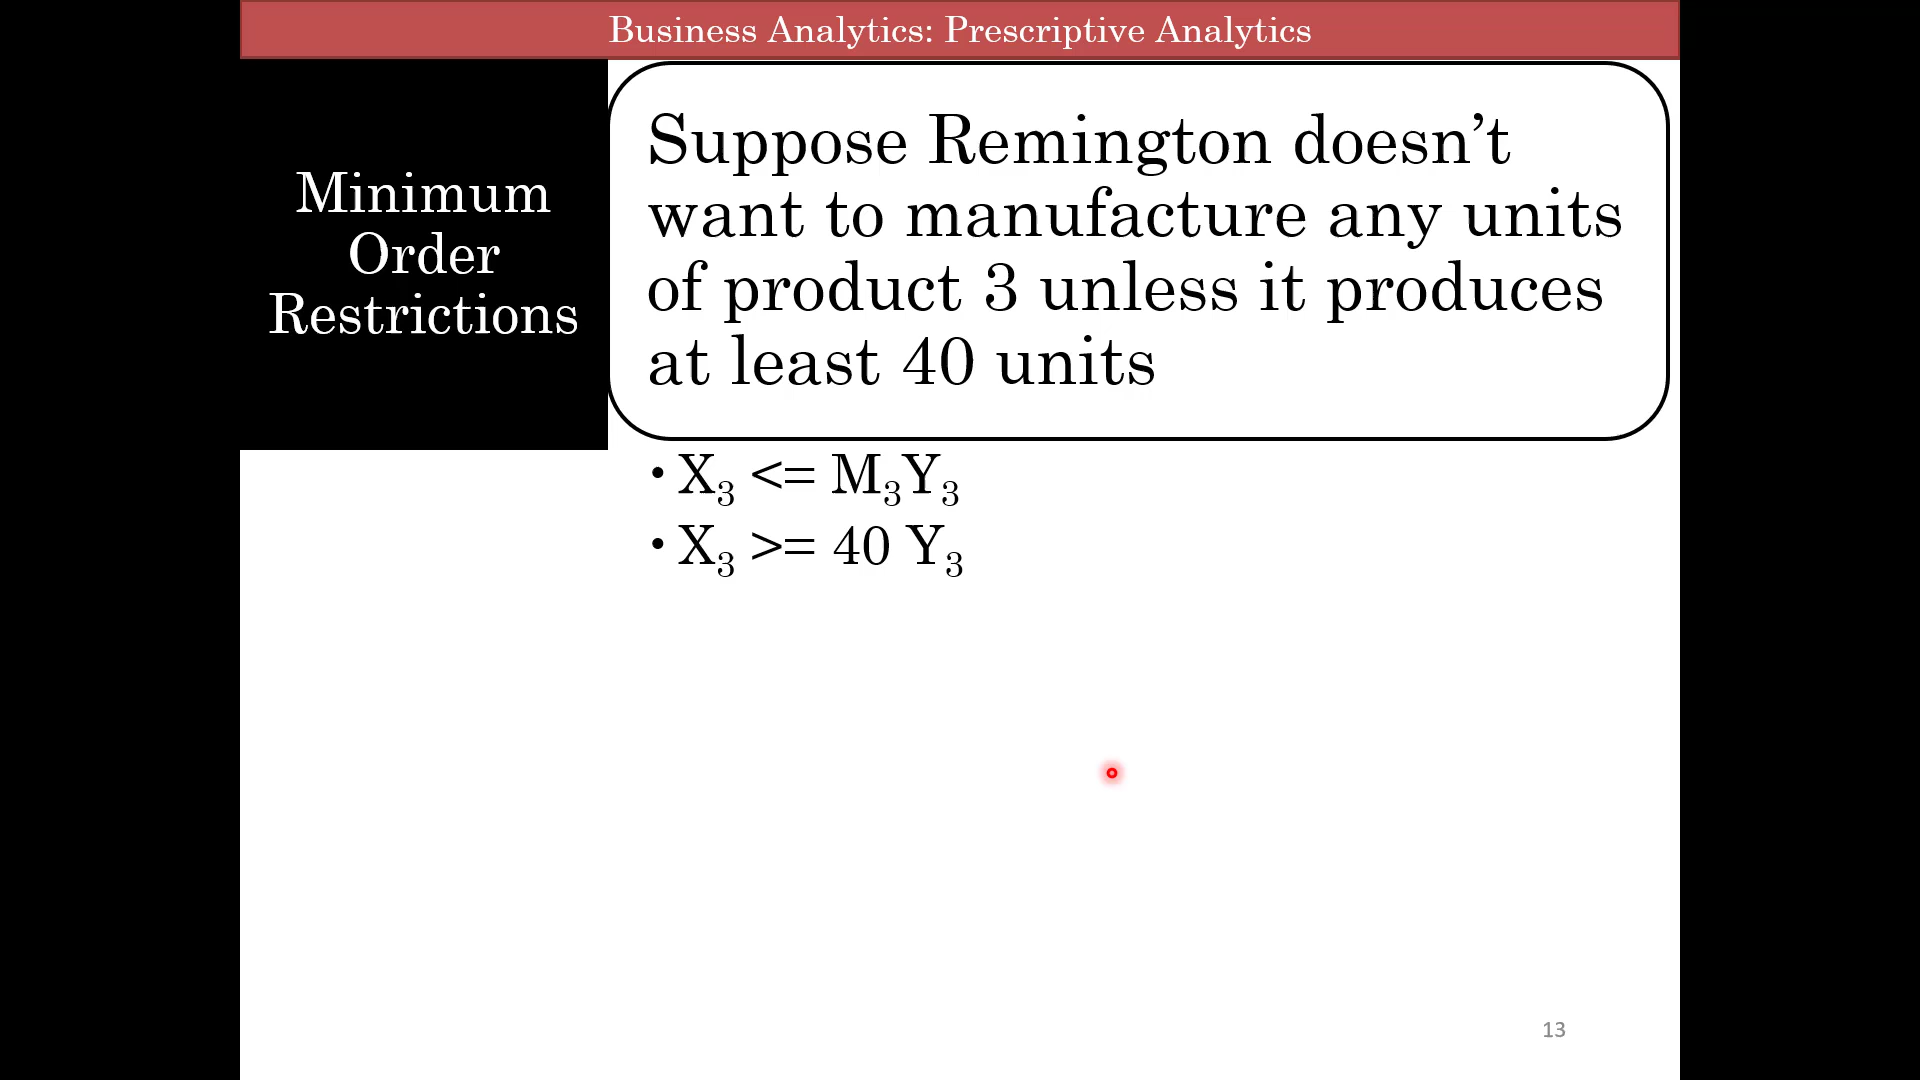 Business Analytics: Prescriptive Analytics
Minimum
Order
Restrictions
Suppose Remington doesn’t
want to manufacture any units
of product 3 unless it produces
at least 40 units
• X₃ <= M₃Y₃
• X₃ >= 40 Y₃
13